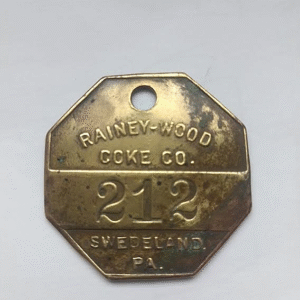 RAINEY-WOOD
COKE CO.
212
SWEDELAND.
PA.